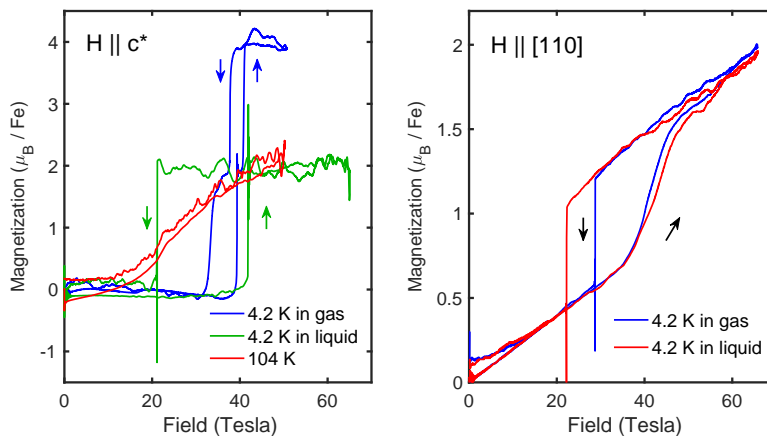 H || c*
Magnetization (μB / Fe)
4
3
2
1
0
-1
4.2 K in gas
4.2 K in liquid
104 K
0
20
40
60
Field (Tesla)
H || [110]
Magnetization (μB / Fe)
2
1.5
1
0.5
0
4.2 K in gas
4.2 K in liquid
0
20
40
60
Field (Tesla)